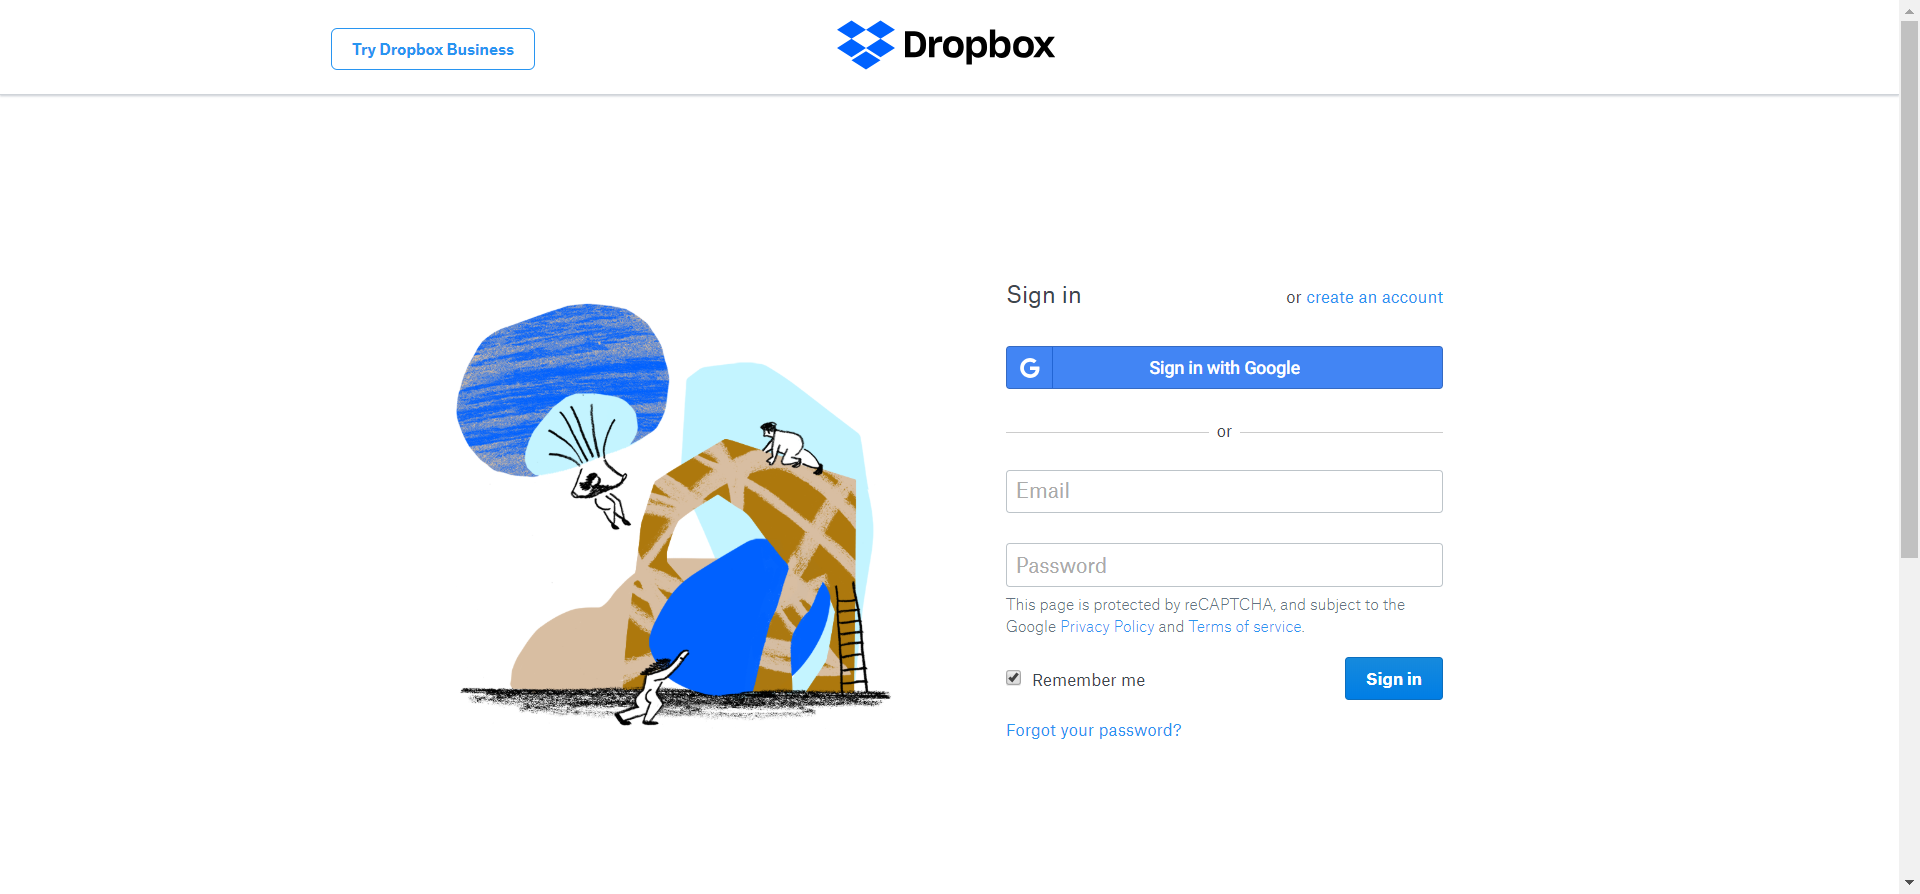 Try Dropbox Business
Dropbox
Sign in
or create an account
G
Sign in with Google
or
Email
Password
This page is protected by reCAPTCHA, and subject to the
Google Privacy Policy and Terms of service.
Remember me
Sign in
Forgot your password?